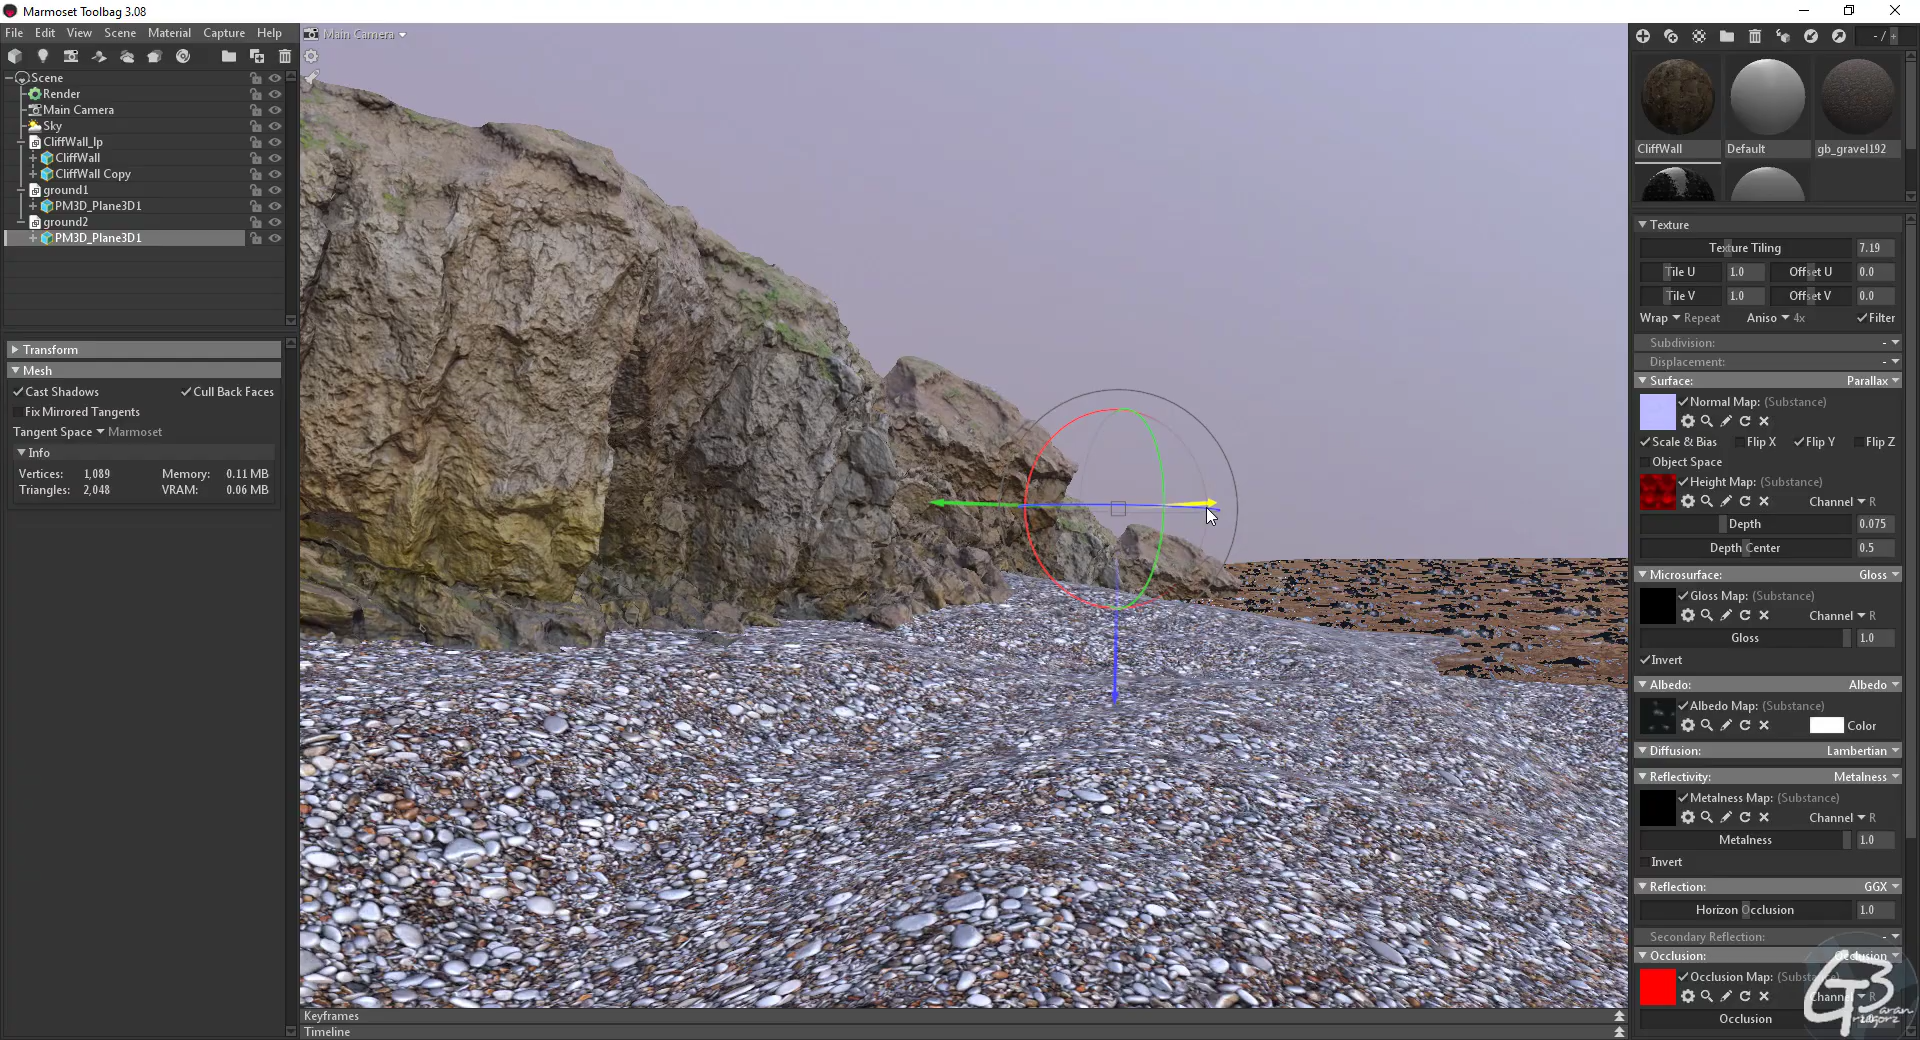 Marmoset Toolbag 3.08
File Edit View Scene Material Capture Help
Main Camera
- / +
Scene
Render
Main Camera
Sky
CliffWall_lp
CliffWall
CliffWall Copy
ground1
PM3D_Plane3D1
ground2
PM3D_Plane3D1
Transform
Mesh
Cast Shadows Cull Back Faces
Fix Mirrored Tangents
Tangent Space Marmoset
Info
Vertices: 1,089 Memory: 0.11 MB
Triangles: 2,048 VRAM: 0.06 MB
Keyframes
Timeline
CliffWall Default gb_gravel192
Texture
Texture Tiling 7.19
Tile U 1.0 Offset U 0.0
Tile V 1.0 Offset V 0.0
Wrap Repeat Aniso 4x Filter
Subdivision: -
Displacement: -
Surface: Parallax
Normal Map: (Substance)
Scale & Bias Flip X Flip Y Flip Z
Object Space
Height Map: (Substance)
Channel R
Depth 0.075
Depth Center 0.5
Microsurface: Gloss
Gloss Map: (Substance)
Channel R
Gloss 1.0
Invert
Albedo: Albedo
Albedo Map: (Substance)
Color
Diffusion: Lambertian
Reflectivity: Metalness
Metalness Map: (Substance)
Channel R
Metalness 1.0
Invert
Reflection: GGX
Horizon Occlusion 1.0
Secondary Reflection: -
Occlusion: Occlusion
Occlusion Map: (Substance)
Channel R
Occlusion